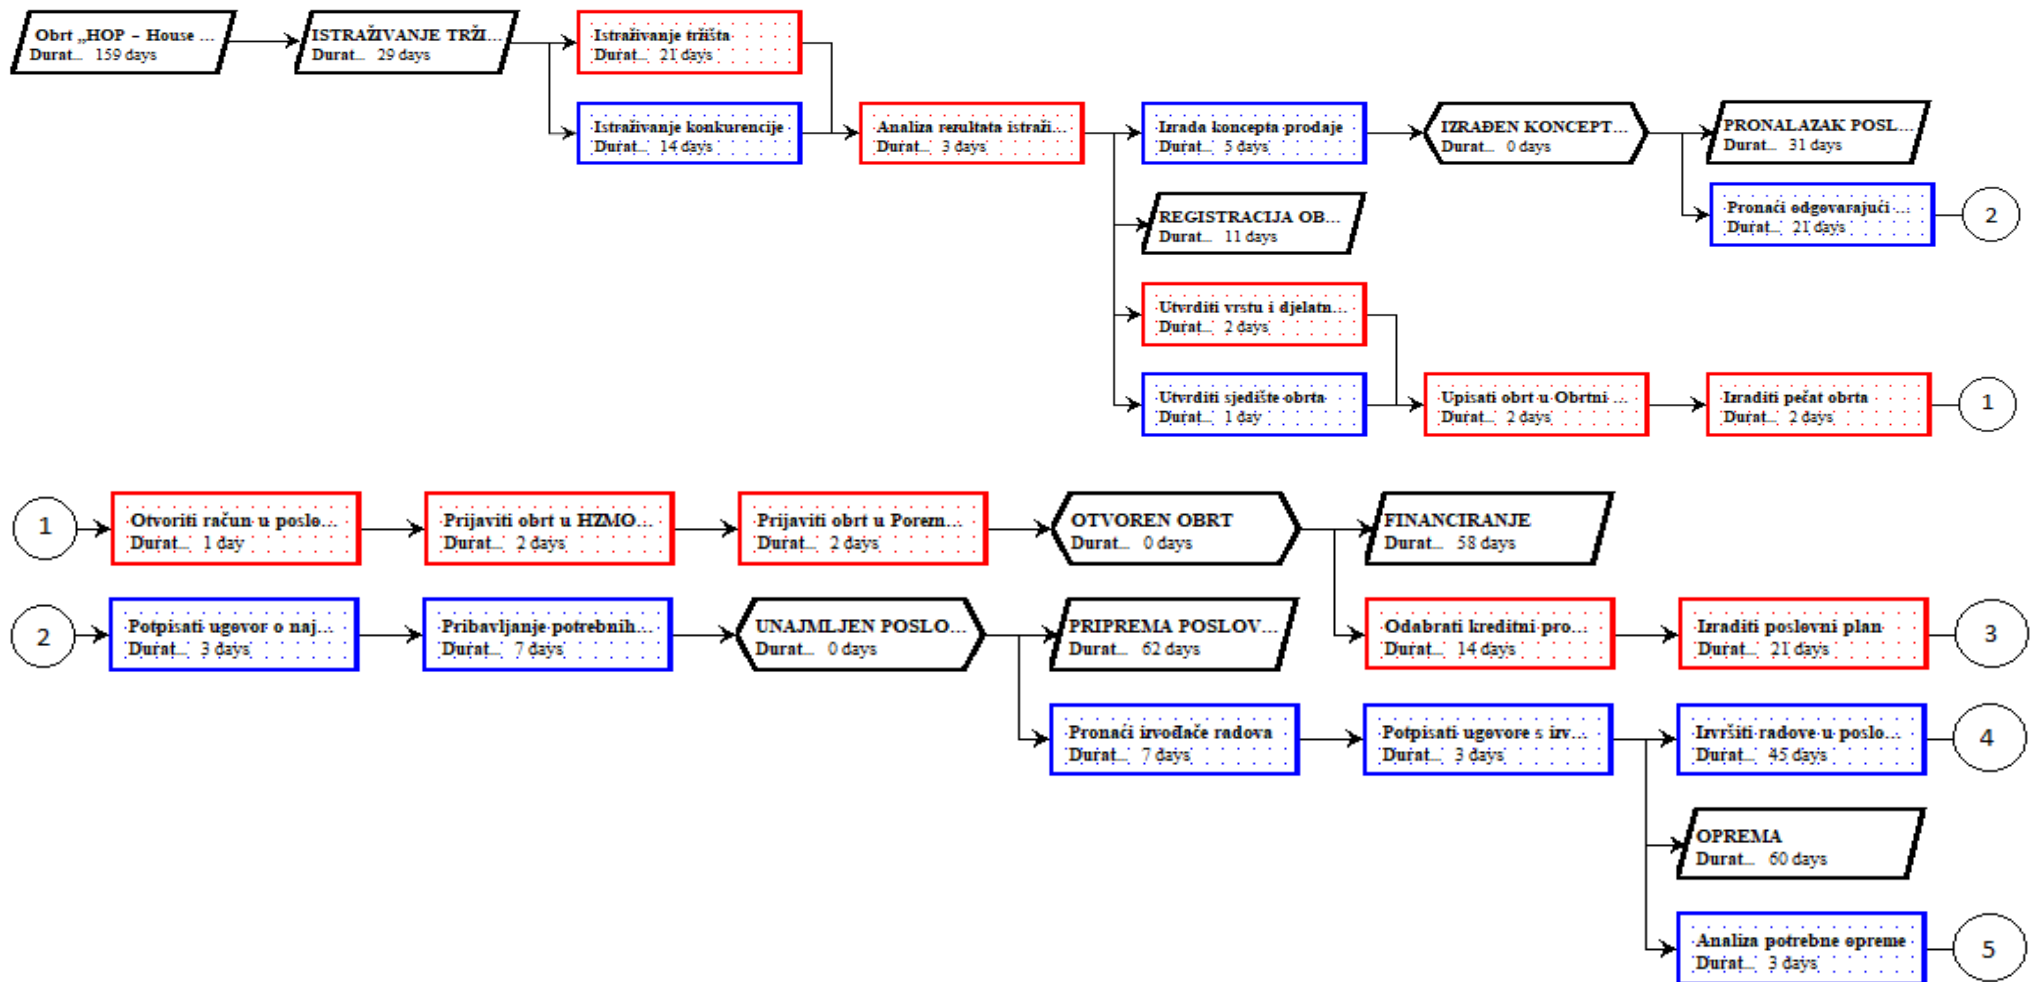 Obrt „HOP – House ...
Durat... 159 days
ISTRAŽIVANJE TRŽI...
Durat... 29 days
Istraživanje tržišta
Durat... 21 days
Istraživanje konkurencije
Durat... 14 days
Analiza rezultata istraži...
Durat... 3 days
Izrada koncepta prodaje
Durat... 5 days
IZRAĐEN KONCEPT...
Durat... 0 days
PRONALAZAK POSL...
Durat... 31 days
Pronaći odgovarajući ...
Durat... 21 days
2
REGISTRACIJA OB...
Durat... 11 days
Utvrditi vrstu i djelatn...
Durat... 2 days
Utvrditi sjedište obrta
Durat... 1 day
Upisati obrt u Obrtni ...
Durat... 2 days
Izraditi pečat obrta
Durat... 2 days
1
1
Otvoriti račun u poslo...
Durat... 1 day
Prijaviti obrt u HZMO...
Durat... 2 days
Prijaviti obrt u Porezn...
Durat... 2 days
OTVOREN OBRT
Durat... 0 days
FINANCIRANJE
Durat... 58 days
2
Potpisati ugovor o naj...
Durat... 3 days
Pribavljanje potrebnih...
Durat... 7 days
UNAJMLJEN POSLO...
Durat... 0 days
PRIPREMA POSLOV...
Durat... 62 days
Odabrati kreditni pro...
Durat... 14 days
Izraditi poslovni plan
Durat... 21 days
3
Pronaći izvođače radova
Durat... 7 days
Potpisati ugovore s izv...
Durat... 3 days
Izvršiti radove u poslo...
Durat... 45 days
4
OPREMA
Durat... 60 days
Analiza potrebne opreme
Durat... 3 days
5